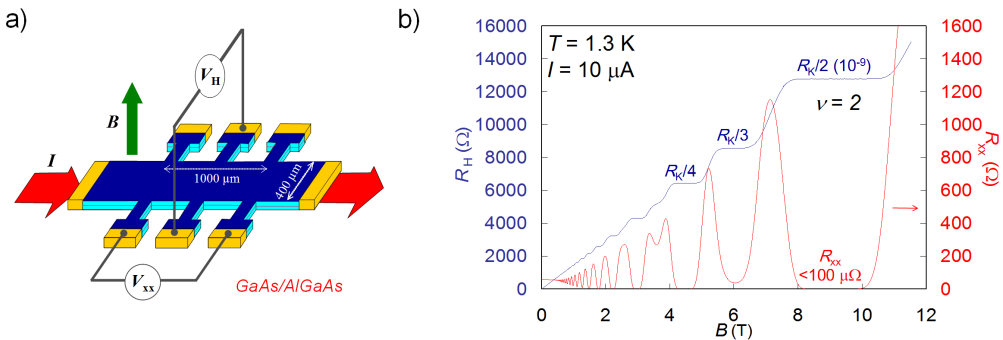 a)
B
V_H
I
1000 µm
400 µm
V_xx
GaAs/AlGaAs
b)
R_H (Ω)
16000
14000
12000
10000
8000
6000
4000
2000
0
T = 1.3 K
I = 10 µA
R_K/2 (10⁻⁹)
ν = 2
R_K/3
R_K/4
R_xx
<100 µΩ
0 2 4 6 8 10 12
B (T)
1600
1400
1200
1000
800
600
400
200
0
R_xx (Ω)